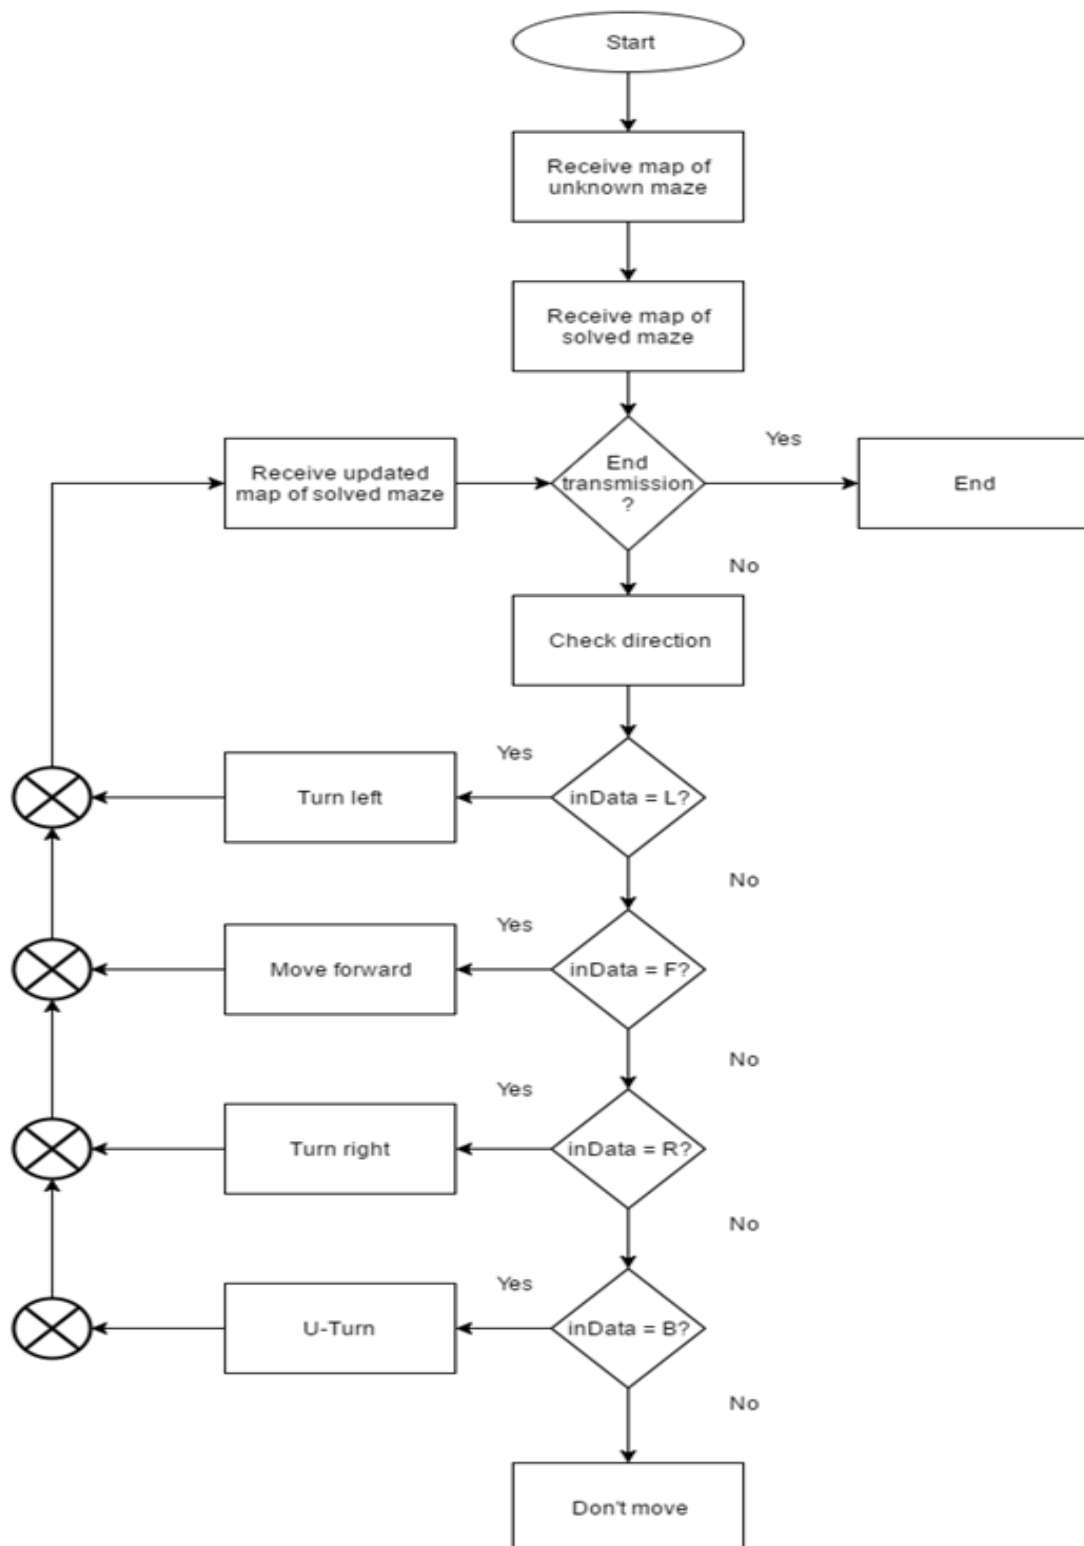 Start
Receive map of
unknown maze
Receive map of
solved maze
Receive updated
map of solved maze
End
transmission
?
Yes
End
No
Check direction
Turn left
Yes
inData = L?
No
Move forward
Yes
inData = F?
No
Turn right
Yes
inData = R?
No
U-Turn
Yes
inData = B?
No
Don't move